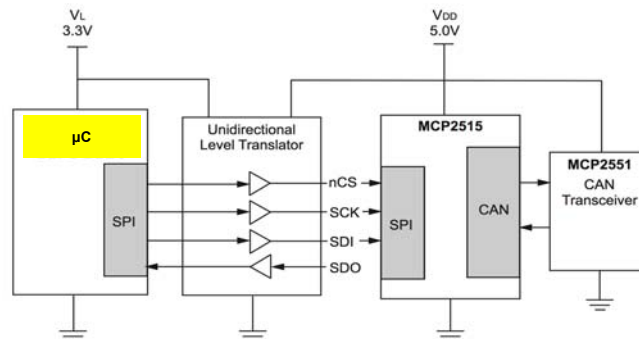 VL
3.3V
VDD
5.0V
µC
SPI
Unidirectional
Level Translator
nCS
SCK
SDI
SDO
MCP2515
SPI
CAN
MCP2551
CAN
Transceiver